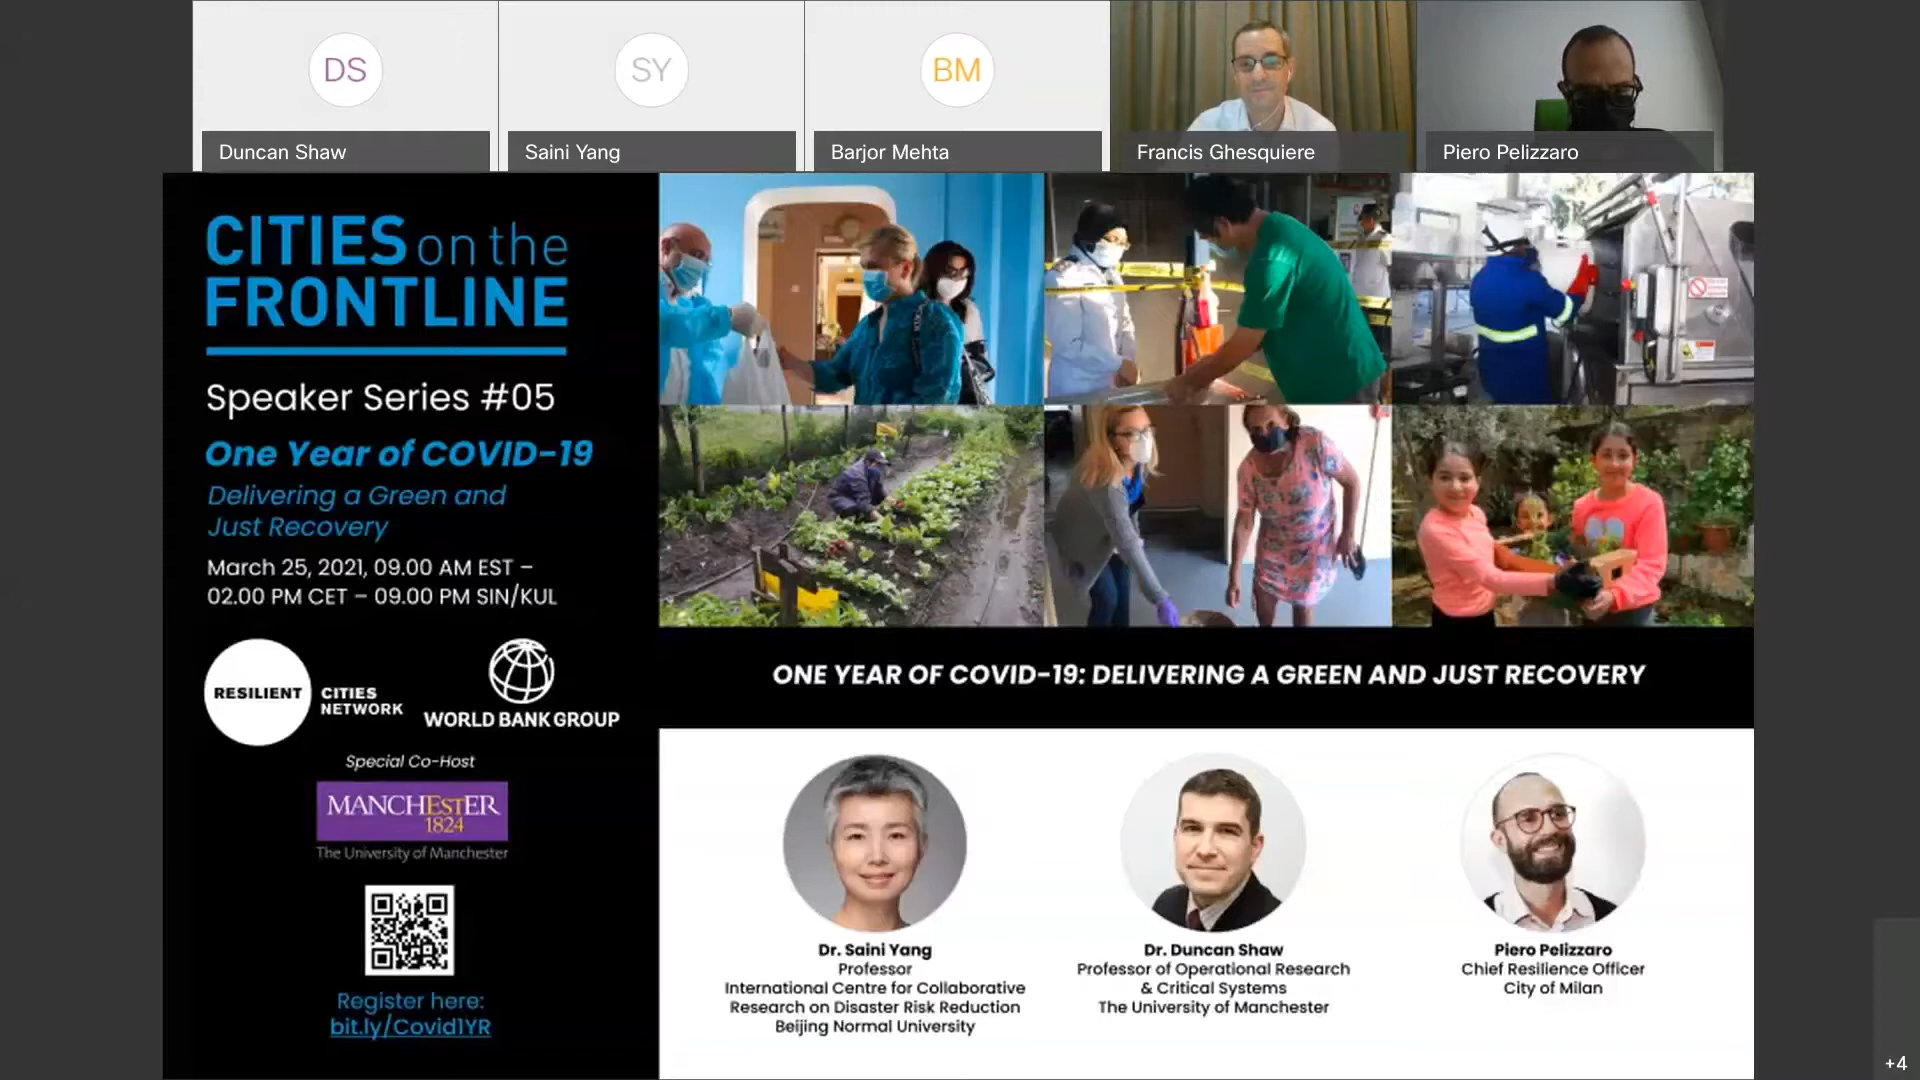 DS
Duncan Shaw
SY
Saini Yang
BM
Barjor Mehta
Francis Ghesquiere
Piero Pelizzaro
CITIES on the
FRONTLINE
Speaker Series #05
One Year of COVID-19
Delivering a Green and
Just Recovery
March 25, 2021, 09.00 AM EST –
02.00 PM CET – 09.00 PM SIN/KUL
RESILIENT
CITIES
NETWORK
WORLD BANK GROUP
Special Co-Host
MANCHESTER
1824
The University of Manchester
Register here:
bit.ly/Covid1YR
ONE YEAR OF COVID-19: DELIVERING A GREEN AND JUST RECOVERY
Dr. Saini Yang
Professor
International Centre for Collaborative
Research on Disaster Risk Reduction
Beijing Normal University
Dr. Duncan Shaw
Professor of Operational Research
& Critical Systems
The University of Manchester
Piero Pelizzaro
Chief Resilience Officer
City of Milan
+4